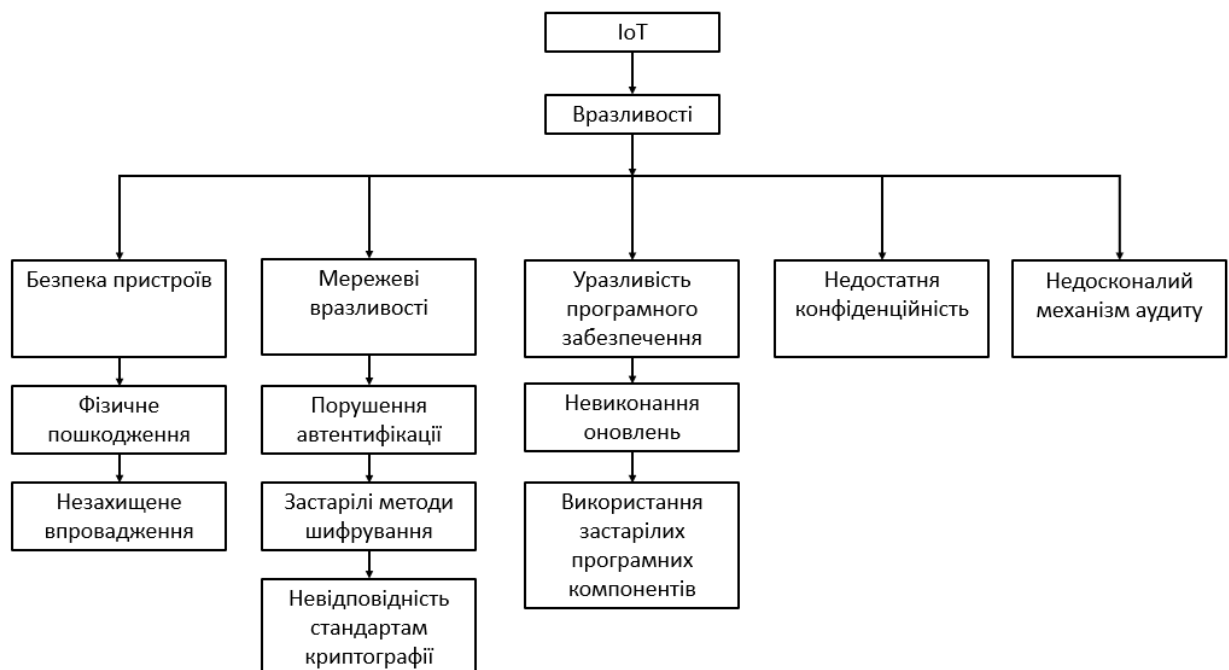 IoT
Вразливості
Безпека пристроїв
Фізичне
пошкодження
Незахищене
впровадження
Мережеві
вразливості
Порушення
автентифікації
Застарілі методи
шифрування
Невідповідність
стандартам
криптографії
Уразливість
програмного
забезпечення
Невиконання
оновлень
Використання
застарілих
програмних
компонентів
Недостатня
конфіденційність
Недосконалий
механізм аудиту